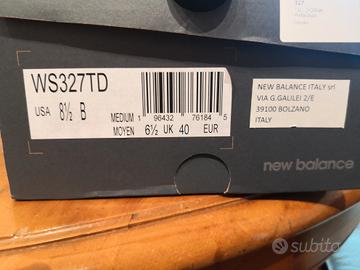 327
WS327TD
USA 8½ B
MEDIUM
MOYEN
1 96432 76184 5
6½ UK 40 EUR
NEW BALANCE ITALY srl
VIA G.GALILEI 2/E
39100 BOLZANO
ITALY
new balance
subito